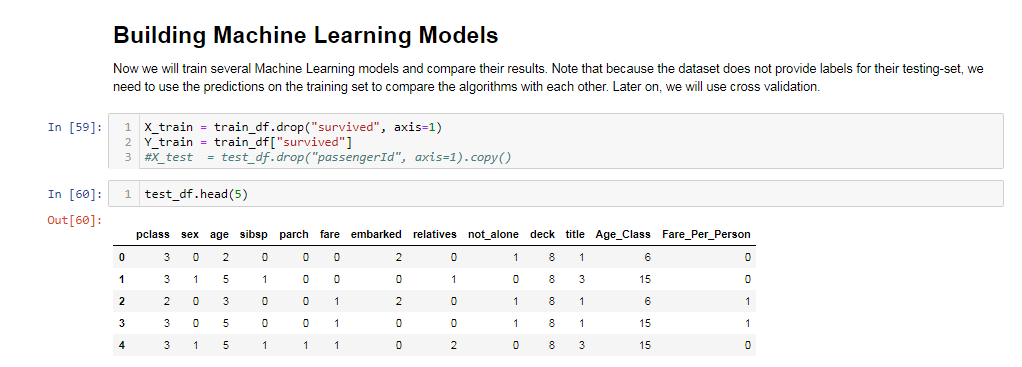 Building Machine Learning Models
Now we will train several Machine Learning models and compare their results. Note that because the dataset does not provide labels for their testing-set, we
need to use the predictions on the training set to compare the algorithms with each other. Later on, we will use cross validation.
In [59]: 1 X_train = train_df.drop("survived", axis=1)
2 Y_train = train_df["survived"]
3 #X_test  = test_df.drop("passengerId", axis=1).copy()
In [60]: 1 test_df.head(5)
Out[60]:
pclass sex age sibsp parch fare embarked relatives not_alone deck title Age_Class Fare_Per_Person
0 3 0 2 0 0 0 2 0 1 8 1 6 0
1 3 1 5 1 0 0 0 1 0 8 3 15 0
2 2 0 3 0 0 1 2 0 1 8 1 6 1
3 3 0 5 0 0 1 0 0 1 8 1 15 1
4 3 1 5 1 1 1 0 2 0 8 3 15 0